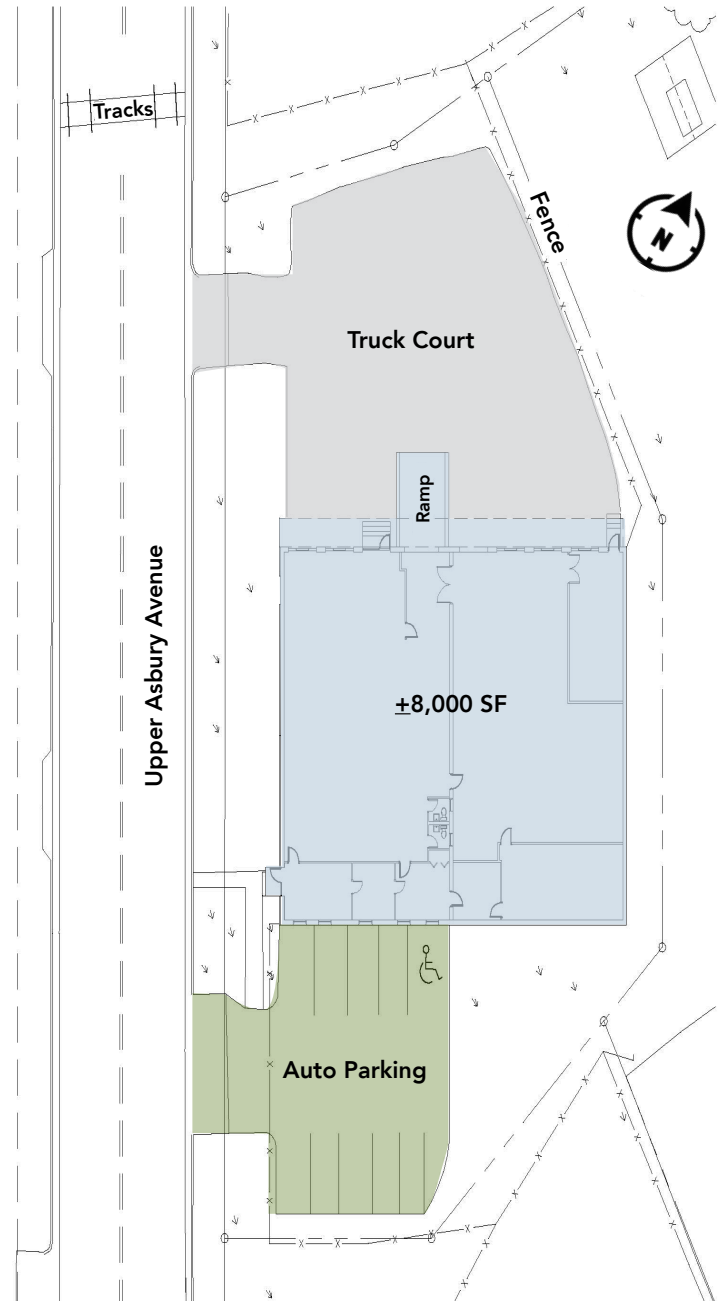 Tracks
Fence
N
Truck Court
Ramp
Upper Asbury Avenue
±8,000 SF
Auto Parking